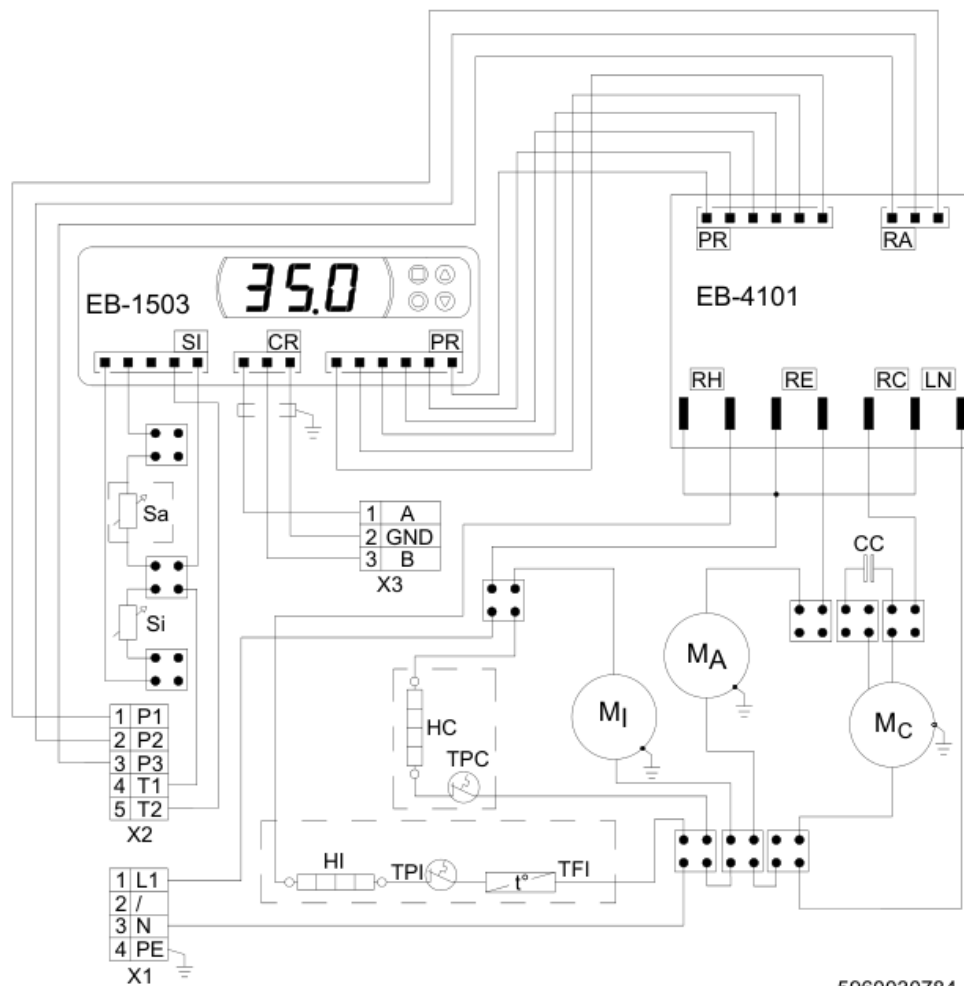 35.0
EB-1503
SI
CR
PR
PR
RA
EB-4101
RH
RE
RC
LN
Sa
Si
1 A
2 GND
3 B
X3
CC
MA
MI
MC
HC
TPC
1 P1
2 P2
3 P3
4 T1
5 T2
X2
HI
TPI
t°
TFI
1 L1
2 /
3 N
4 PE
X1